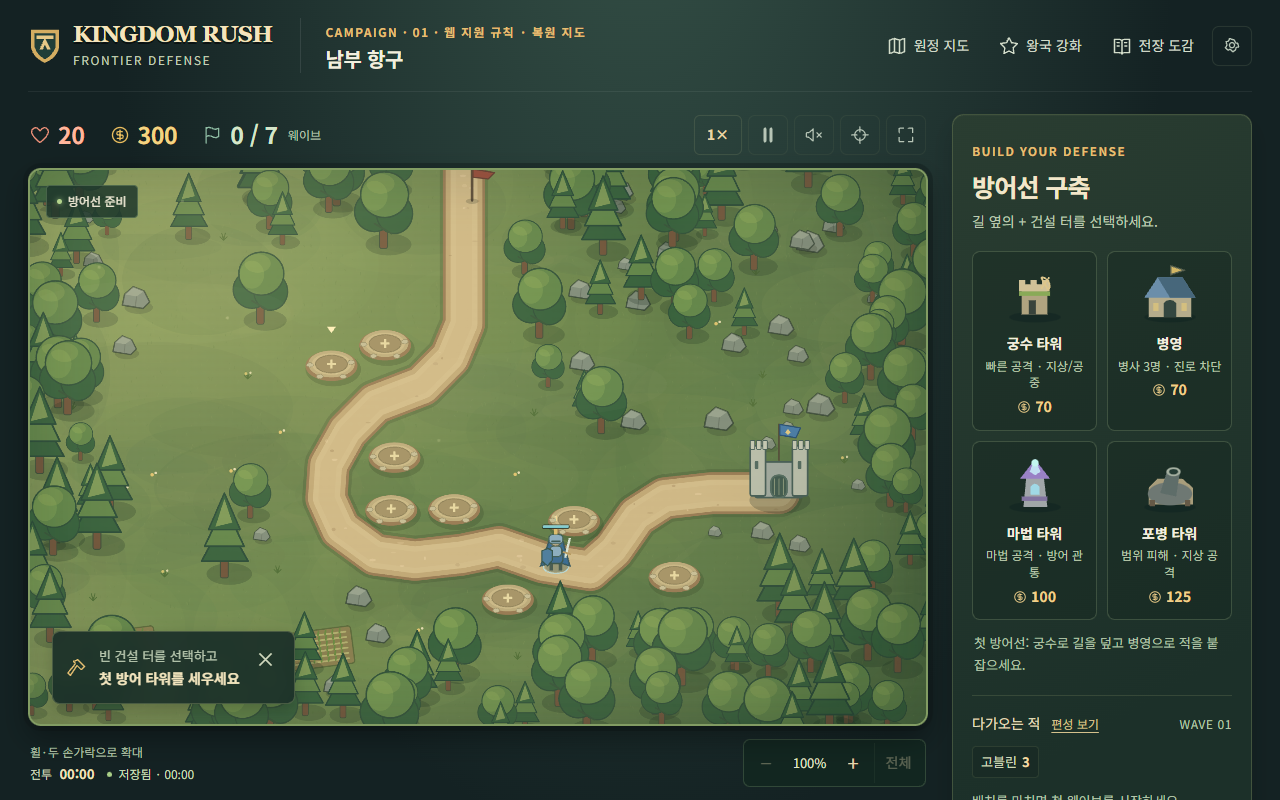 KINGDOM RUSH
FRONTIER DEFENSE
CAMPAIGN · 01 · 웹 지원 규칙 · 복원 지도
남부 항구
원정 지도
왕국 강화
전장 도감
20
300
0 / 7 웨이브
1×
방어선 준비
빈 건설 터를 선택하고
첫 방어 타워를 세우세요
휠·두 손가락으로 확대
전투 00:00 저장됨 · 00:00
− 100% + 전체
BUILD YOUR DEFENSE
방어선 구축
길 옆의 + 건설 터를 선택하세요.
궁수 타워
빠른 공격 · 지상/공
중
70
병영
병사 3명 · 진로 차단
70
마법 타워
마법 공격 · 방어 관
통
100
포병 타워
범위 피해 · 지상 공
격
125
첫 방어선: 궁수로 길을 덮고 병영으로 적을 붙
잡으세요.
다가오는 적 편성 보기 WAVE 01
고블린 3